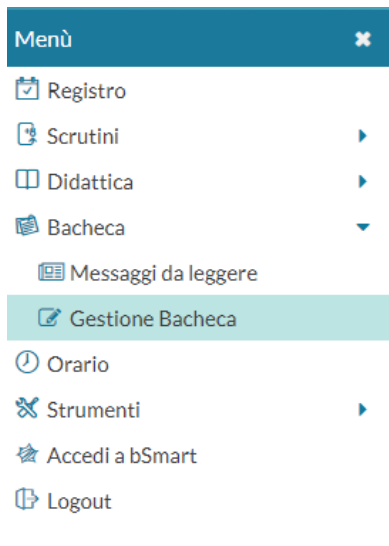 Menù
Registro
Scrutini
Didattica
Bacheca
Messaggi da leggere
Gestione Bacheca
Orario
Strumenti
Accedi a bSmart
Logout